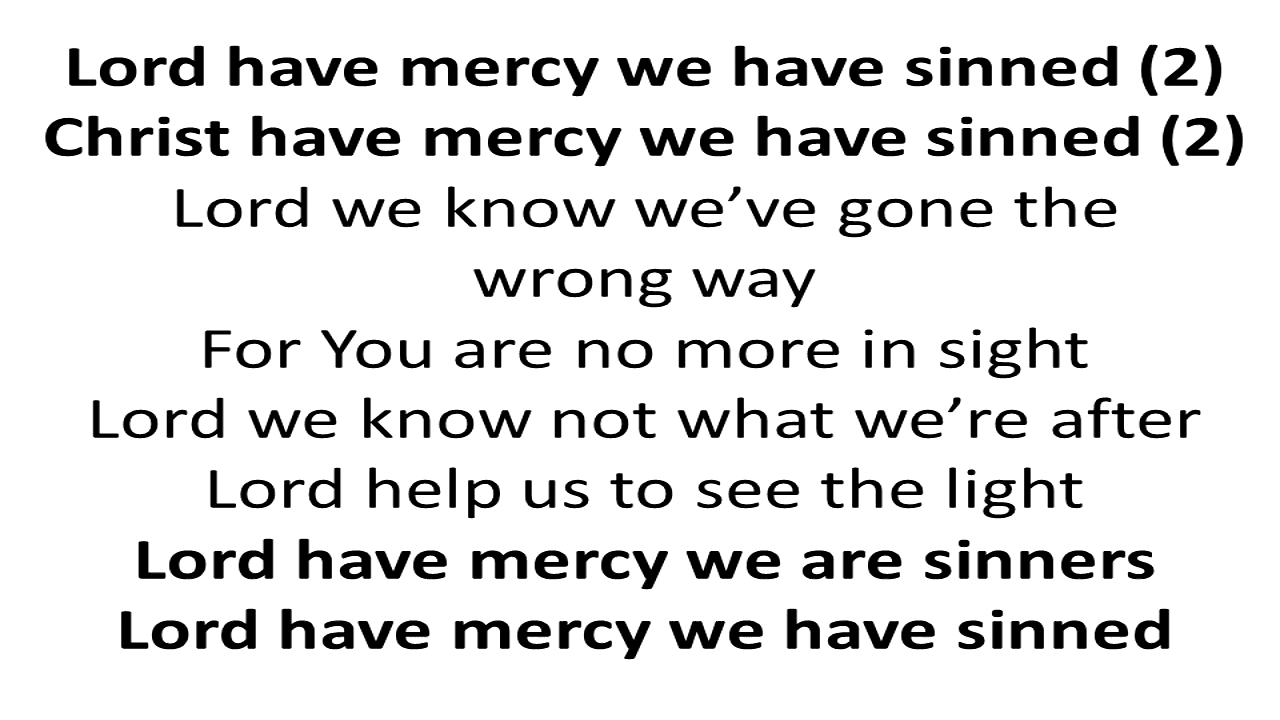 Lord have mercy we have sinned (2)
Christ have mercy we have sinned (2)
Lord we know we’ve gone the
wrong way
For You are no more in sight
Lord we know not what we’re after
Lord help us to see the light
Lord have mercy we are sinners
Lord have mercy we have sinned